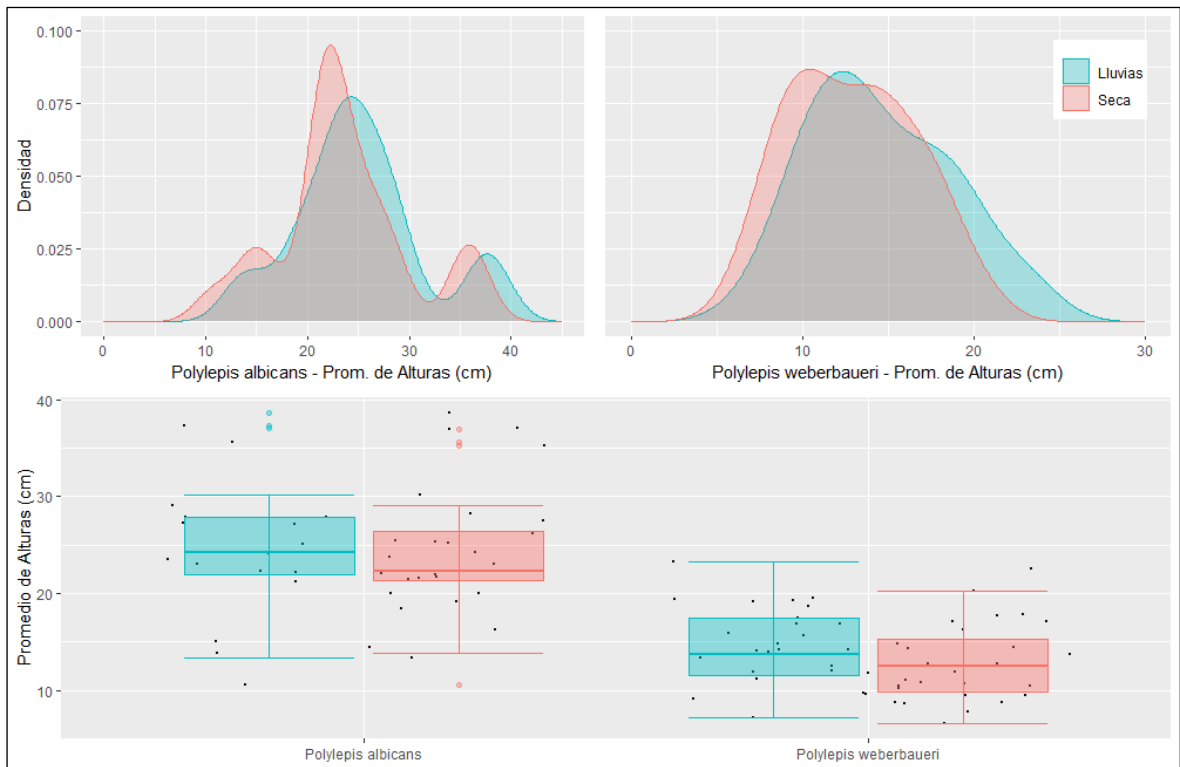 0.100
0.075
0.050
0.025
0.000
Densidad
0 10 20 30 40
Polylepis albicans - Prom. de Alturas (cm)
Lluvias
Seca
0 10 20 30
Polylepis weberbaueri - Prom. de Alturas (cm)
40
30
20
10
Promedio de Alturas (cm)
Polylepis albicans
Polylepis weberbaueri